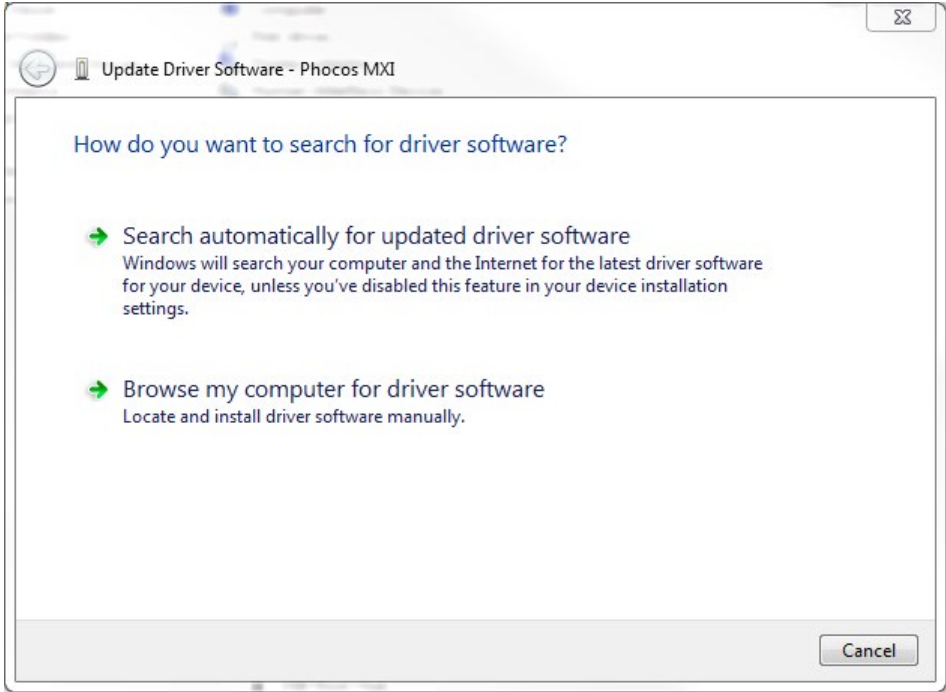 Update Driver Software - Phocos MXI
How do you want to search for driver software?
Search automatically for updated driver software
Windows will search your computer and the Internet for the latest driver software
for your device, unless you've disabled this feature in your device installation
settings.
Browse my computer for driver software
Locate and install driver software manually.
Cancel